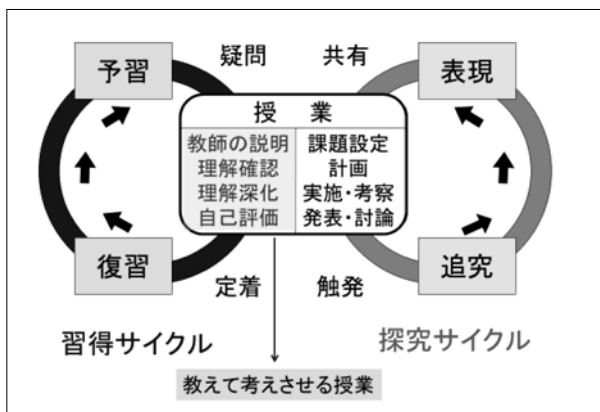 疑問
共有
予習
表現
授　業
教師の説明
理解確認
理解深化
自己評価
課題設定
計画
実施・考察
発表・討論
復習
追究
定着
触発
習得サイクル
探究サイクル
教えて考えさせる授業